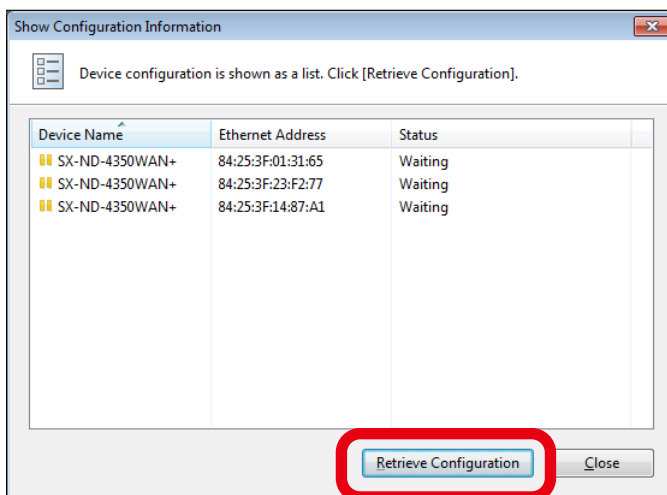 Show Configuration Information
Device configuration is shown as a list. Click [Retrieve Configuration].
Device Name Ethernet Address Status
SX-ND-4350WAN+ 84:25:3F:01:31:65 Waiting
SX-ND-4350WAN+ 84:25:3F:23:F2:77 Waiting
SX-ND-4350WAN+ 84:25:3F:14:87:A1 Waiting
Retrieve Configuration Close